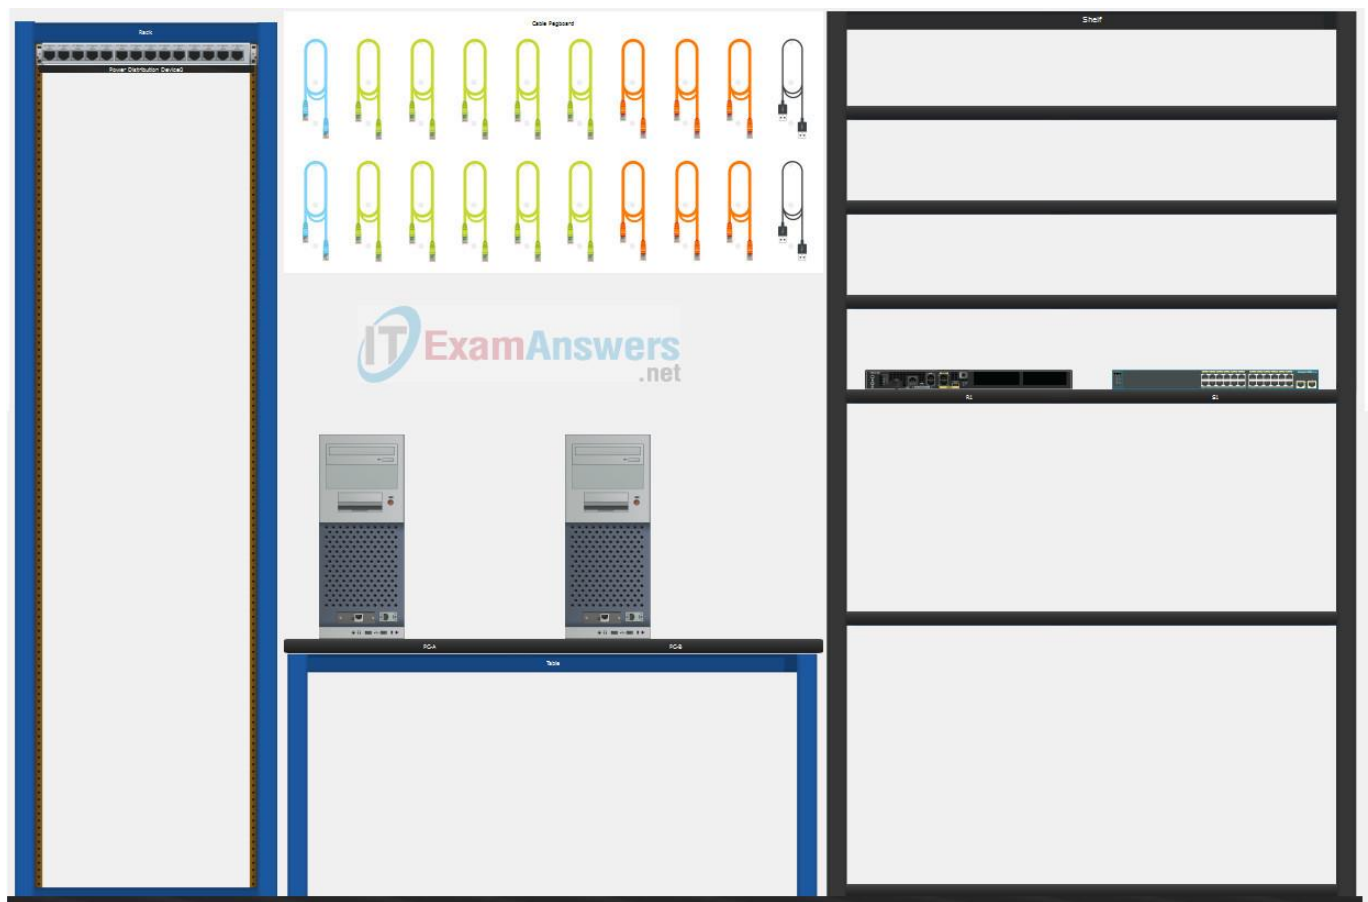 Rack
Power Distribution Device0
Cable Pegboard
Shelf
ITExamAnswers
.net
R1
S1
PC-A
PC-B
Table